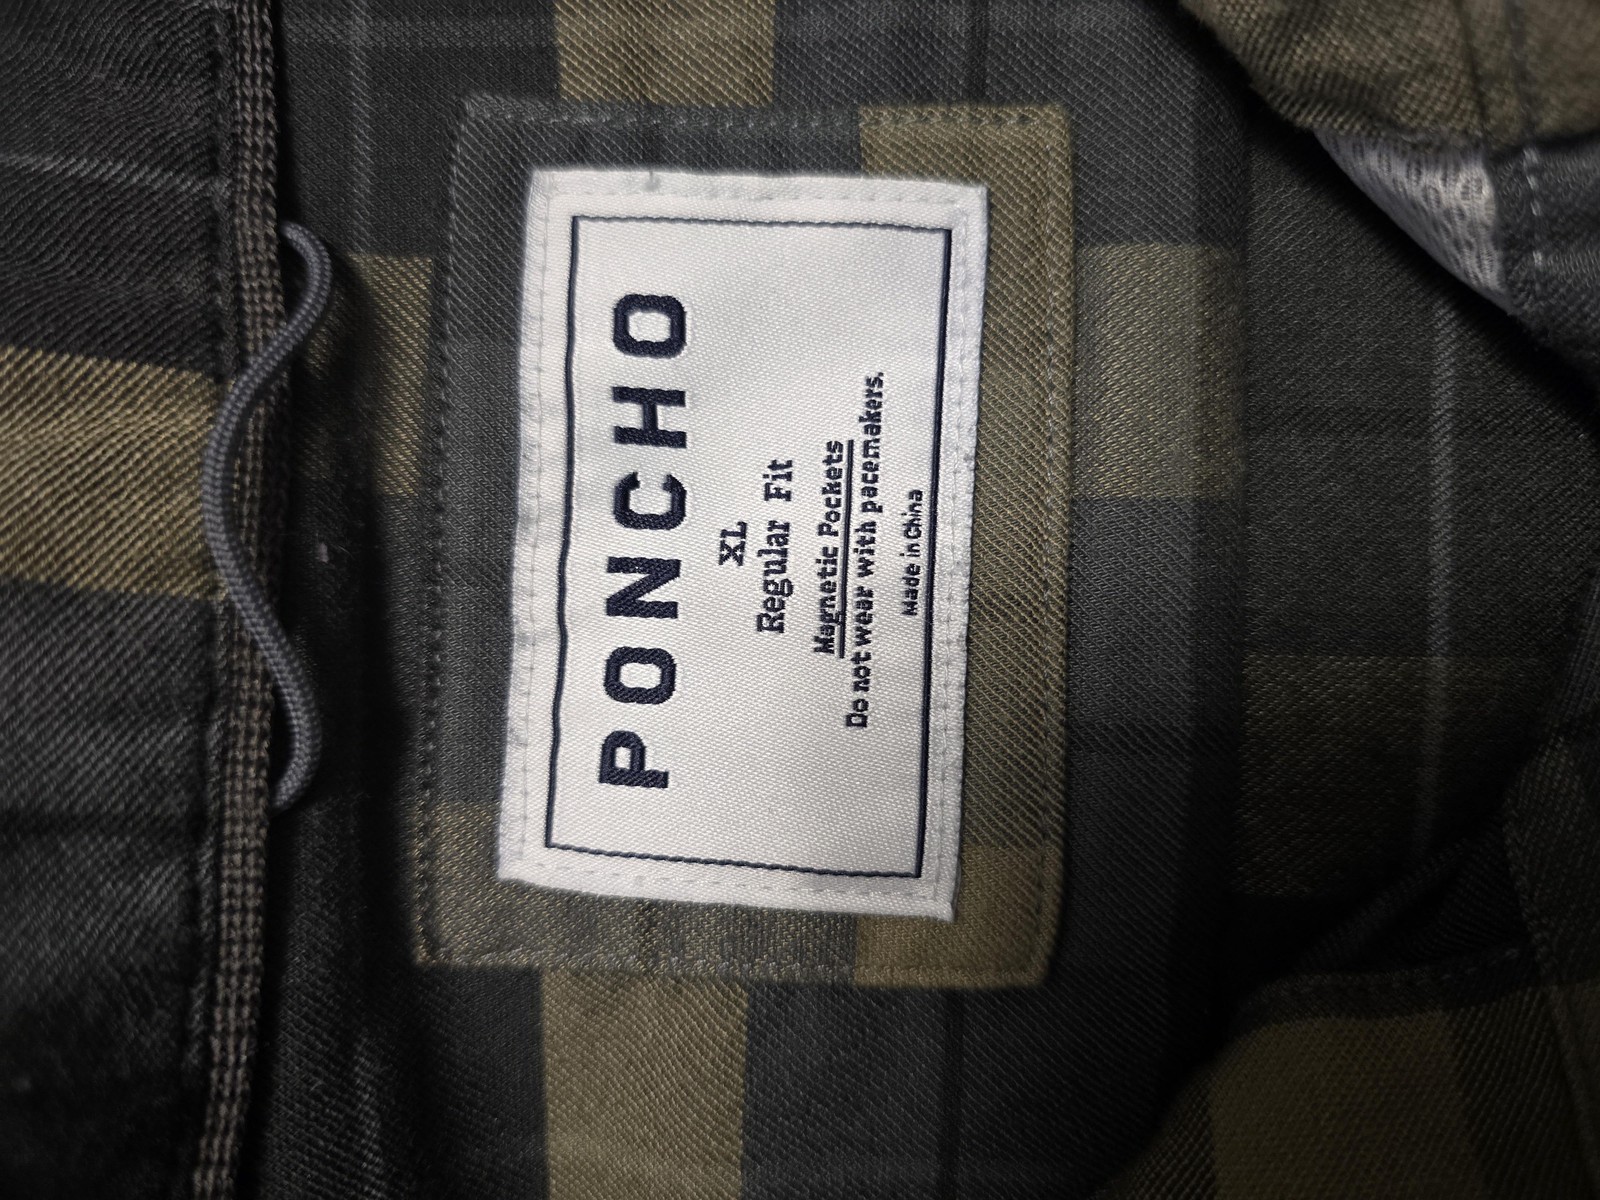 PONCHO
XL
Regular Fit
Magnetic Pockets
Do not wear with pacemakers.
Made in China